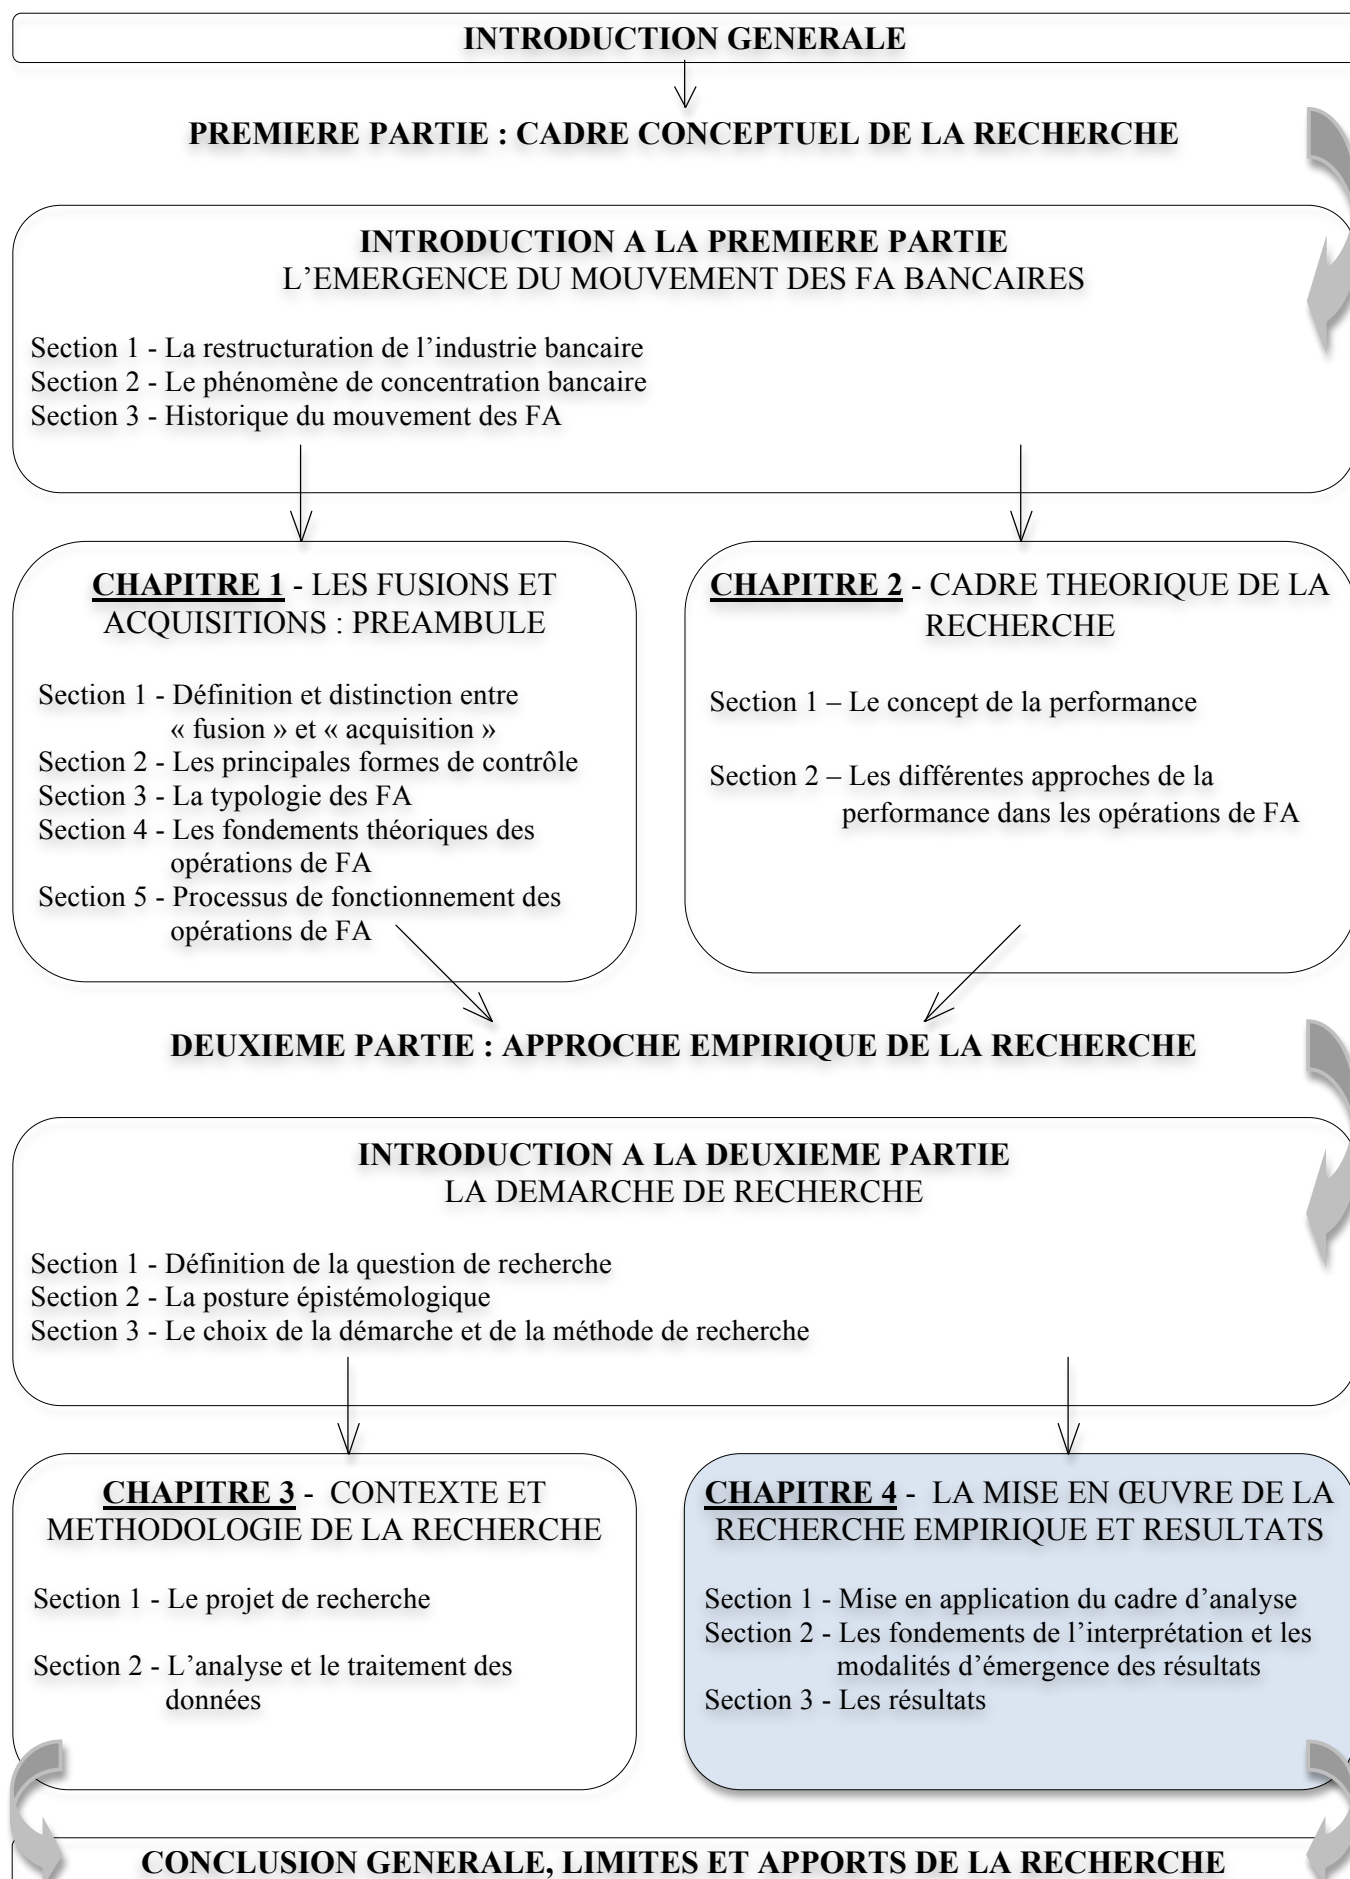 INTRODUCTION GENERALE
PREMIERE PARTIE : CADRE CONCEPTUEL DE LA RECHERCHE
INTRODUCTION A LA PREMIERE PARTIE
L’EMERGENCE DU MOUVEMENT DES FA BANCAIRES
Section 1 - La restructuration de l’industrie bancaire
Section 2 - Le phénomène de concentration bancaire
Section 3 - Historique du mouvement des FA
CHAPITRE 1 - LES FUSIONS ET
ACQUISITIONS : PREAMBULE
Section 1 - Définition et distinction entre
« fusion » et « acquisition »
Section 2 - Les principales formes de contrôle
Section 3 - La typologie des FA
Section 4 - Les fondements théoriques des
opérations de FA
Section 5 - Processus de fonctionnement des
opérations de FA
CHAPITRE 2 - CADRE THEORIQUE DE LA
RECHERCHE
Section 1 – Le concept de la performance
Section 2 – Les différentes approches de la
performance dans les opérations de FA
DEUXIEME PARTIE : APPROCHE EMPIRIQUE DE LA RECHERCHE
INTRODUCTION A LA DEUXIEME PARTIE
LA DEMARCHE DE RECHERCHE
Section 1 - Définition de la question de recherche
Section 2 - La posture épistémologique
Section 3 - Le choix de la démarche et de la méthode de recherche
CHAPITRE 3 - CONTEXTE ET
METHODOLOGIE DE LA RECHERCHE
Section 1 - Le projet de recherche
Section 2 - L’analyse et le traitement des
données
CHAPITRE 4 - LA MISE EN ŒUVRE DE LA
RECHERCHE EMPIRIQUE ET RESULTATS
Section 1 - Mise en application du cadre d’analyse
Section 2 - Les fondements de l’interprétation et les
modalités d’émergence des résultats
Section 3 - Les résultats
CONCLUSION GENERALE, LIMITES ET APPORTS DE LA RECHERCHE